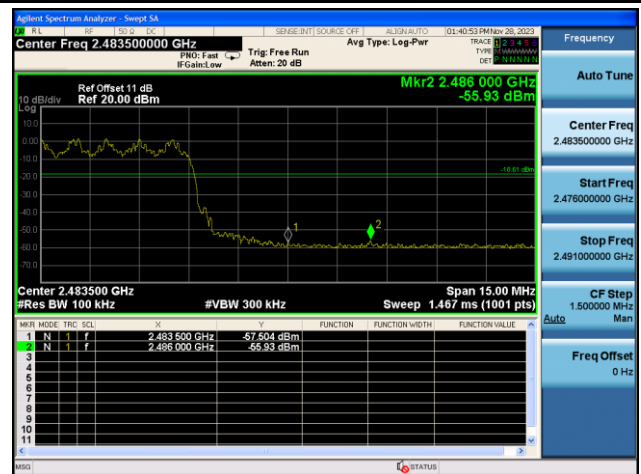 Agilent Spectrum Analyzer - Swept SA
RL RF 50 Ω DC SENSE:INT SOURCE OFF ALIGN AUTO 01:40:53 PM Nov 28, 2023
Center Freq 2.483500000 GHz
PNO: Fast
IFGain:Low
Trig: Free Run
Atten: 20 dB
Avg Type: Log-Pwr
TRACE 1 2 3 4 5 6
TYPE MWWWWW
DET P N N N N N
Ref Offset 11 dB
Ref 20.00 dBm
10 dB/div
Log
Mkr2 2.486 000 GHz
-55.93 dBm
10.0
0.00
-10.0
-20.0
-30.0
-40.0
-50.0
-60.0
-70.0
1
2
Center 2.483500 GHz Span 15.00 MHz
#Res BW 100 kHz #VBW 300 kHz Sweep 1.467 ms (1001 pts)
MKR MODE TRC SCL X Y FUNCTION FUNCTION WIDTH FUNCTION VALUE
1 N 1 f 2.483 500 GHz -57.504 dBm
2 N 1 f 2.486 000 GHz -55.93 dBm
3
4
5
6
7
8
9
10
11
MSG STATUS
Frequency
Auto Tune
Center Freq
2.483500000 GHz
Start Freq
2.476000000 GHz
Stop Freq
2.491000000 GHz
CF Step
1.500000 MHz
Auto Man
Freq Offset
0 Hz